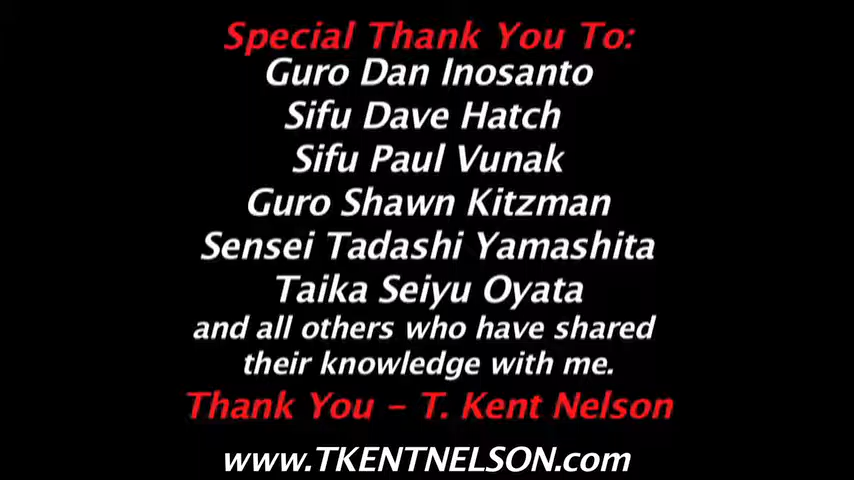 Special Thank You To:
Guro Dan Inosanto
Sifu Dave Hatch
Sifu Paul Vunak
Guro Shawn Kitzman
Sensei Tadashi Yamashita
Taika Seiyu Oyata
and all others who have shared
their knowledge with me.
Thank You - T. Kent Nelson
www.TKENTNELSON.com